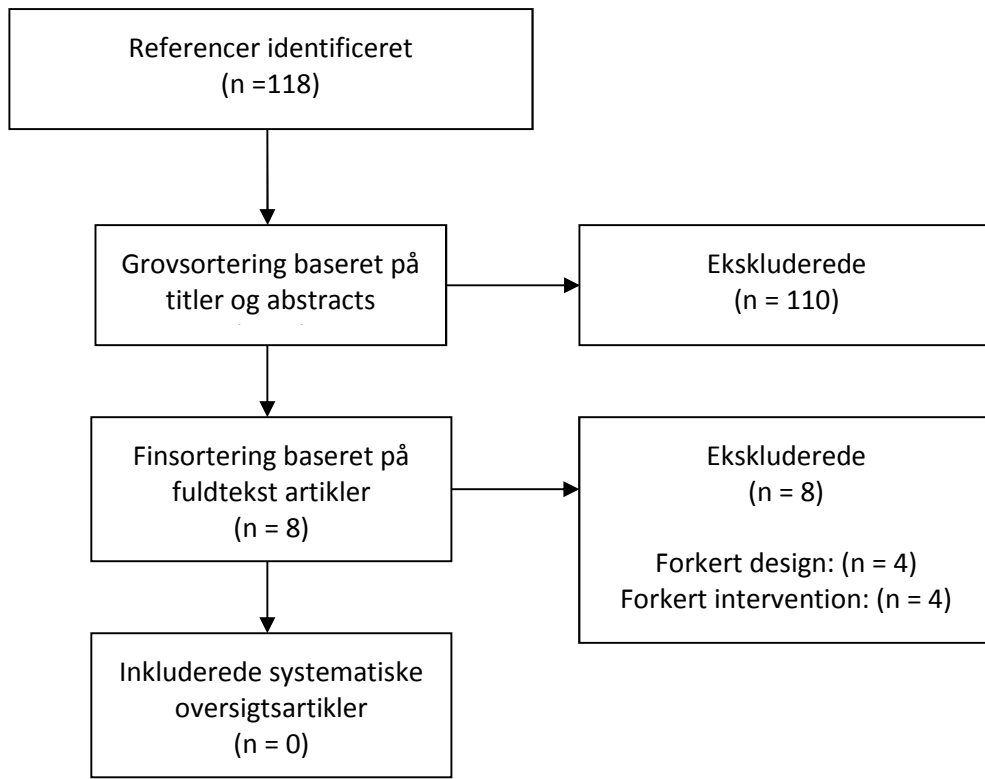 Referencer identificeret
(n =118)
Grovsortering baseret på
titler og abstracts
Ekskluderede
(n = 110)
Finsortering baseret på
fuldtekst artikler
(n = 8)
Ekskluderede
(n = 8)
Forkert design: (n = 4)
Forkert intervention: (n = 4)
Inkluderede systematiske
oversigtsartikler
(n = 0)